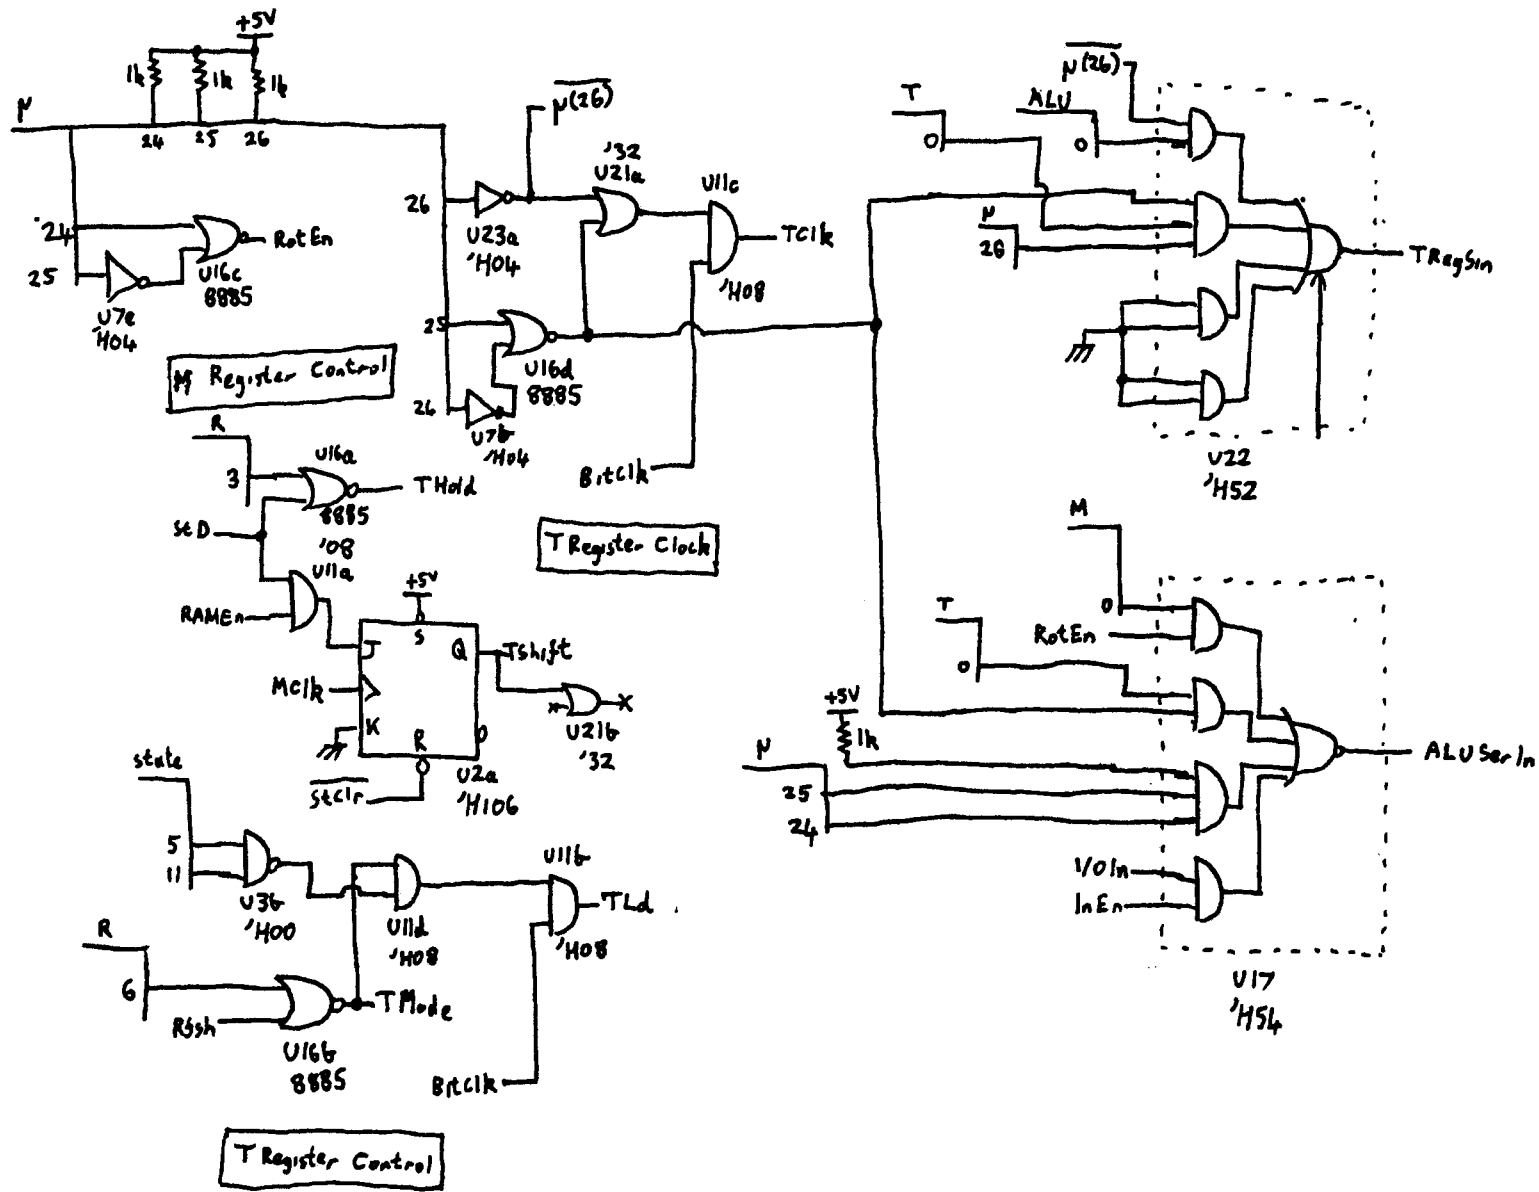 +5V
1k
1k
1k
μ
24
25
26
24
25
RotEn
U16c
8885
U7e
'H04
M Register Control
μ(26)
26
U23a
'H04
'32
U21a
U11c
TClk
'H08
25
U16d
8885
26
U7b
'H04
BitClk
T Register Clock
R
3
U16a
THold
8885
StD
'08
U11a
RAMEn
+5V
S
J
Q
TShift
MClk
K
R
U21b
'32
StClr
U2a
'H106
State
5
11
U3b
'H00
U11d
'H08
U11b
TLd
'H08
R
6
RSsh
TMode
U16b
8885
BitClk
T Register Control
μ(26)
T
0
ALU
0
μ
26
TRegSin
U22
'H52
M
0
RotEn
T
0
+5V
1k
μ
25
24
I/O In
InEn
ALUSerIn
U17
'H54